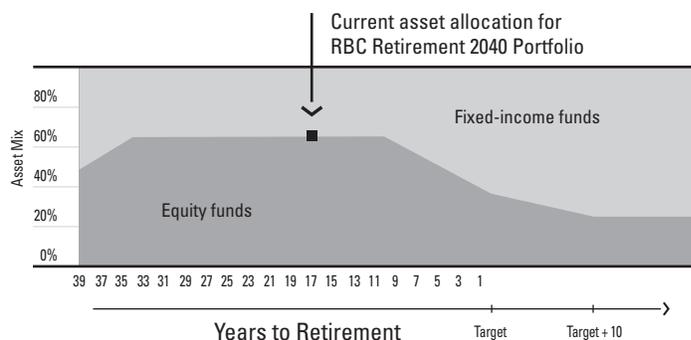 Current asset allocation for
RBC Retirement 2040 Portfolio
80%
60%
40%
20%
0%
Asset Mix
Fixed-income funds
Equity funds
39 37 35 33 31 29 27 25 23 21 19 17 15 13 11 9 7 5 3 1
Years to Retirement
Target
Target + 10